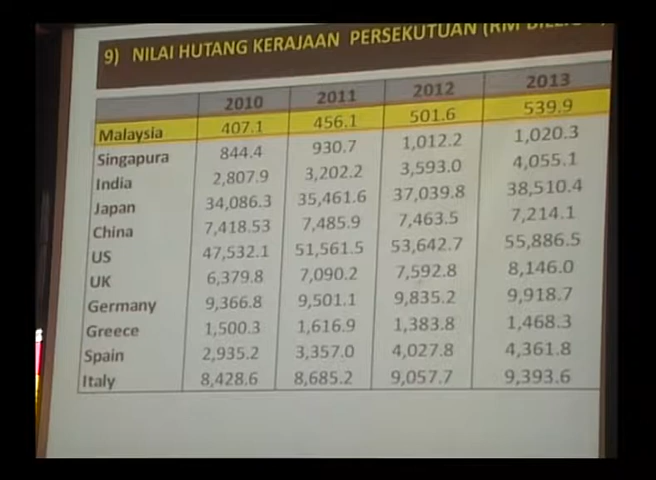 9) NILAI HUTANG KERAJAAN PERSEKUTUAN (RM
2010 2011 2012 2013
Malaysia 407.1 456.1 501.6 539.9
Singapura 844.4 930.7 1,012.2 1,020.3
India 2,807.9 3,202.2 3,593.0 4,055.1
Japan 34,086.3 35,461.6 37,039.8 38,510.4
China 7,418.53 7,485.9 7,463.5 7,214.1
US 47,532.1 51,561.5 53,642.7 55,886.5
UK 6,379.8 7,090.2 7,592.8 8,146.0
Germany 9,366.8 9,501.1 9,835.2 9,918.7
Greece 1,500.3 1,616.9 1,383.8 1,468.3
Spain 2,935.2 3,357.0 4,027.8 4,361.8
Italy 8,428.6 8,685.2 9,057.7 9,393.6